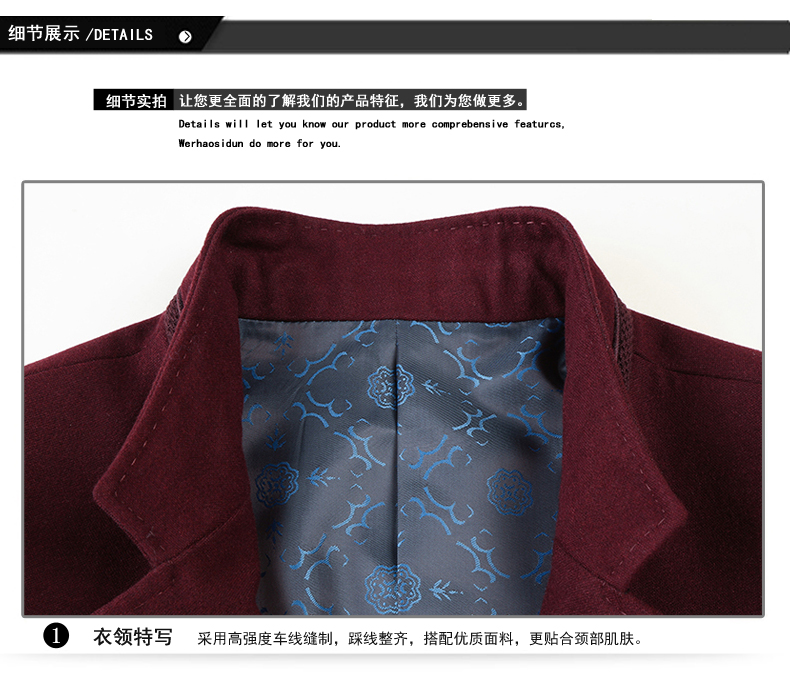 细节展示 /DETAILS
细节实拍 让您更全面的了解我们的产品特征，我们为您做更多。
Details will let you know our product more comprebensive featurcs,
Werhaosidun do more for you.
1 衣领特写 采用高强度车线缝制，踩线整齐，搭配优质面料，更贴合颈部肌肤。